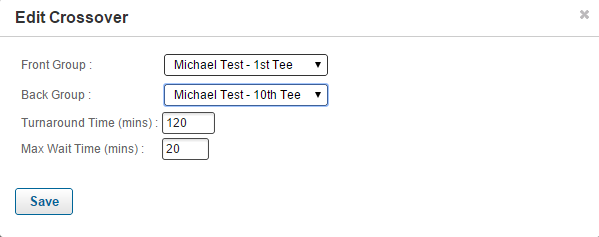 Edit Crossover
Front Group : Michael Test - 1st Tee
Back Group : Michael Test - 10th Tee
Turnaround Time (mins) : 120
Max Wait Time (mins) : 20
Save